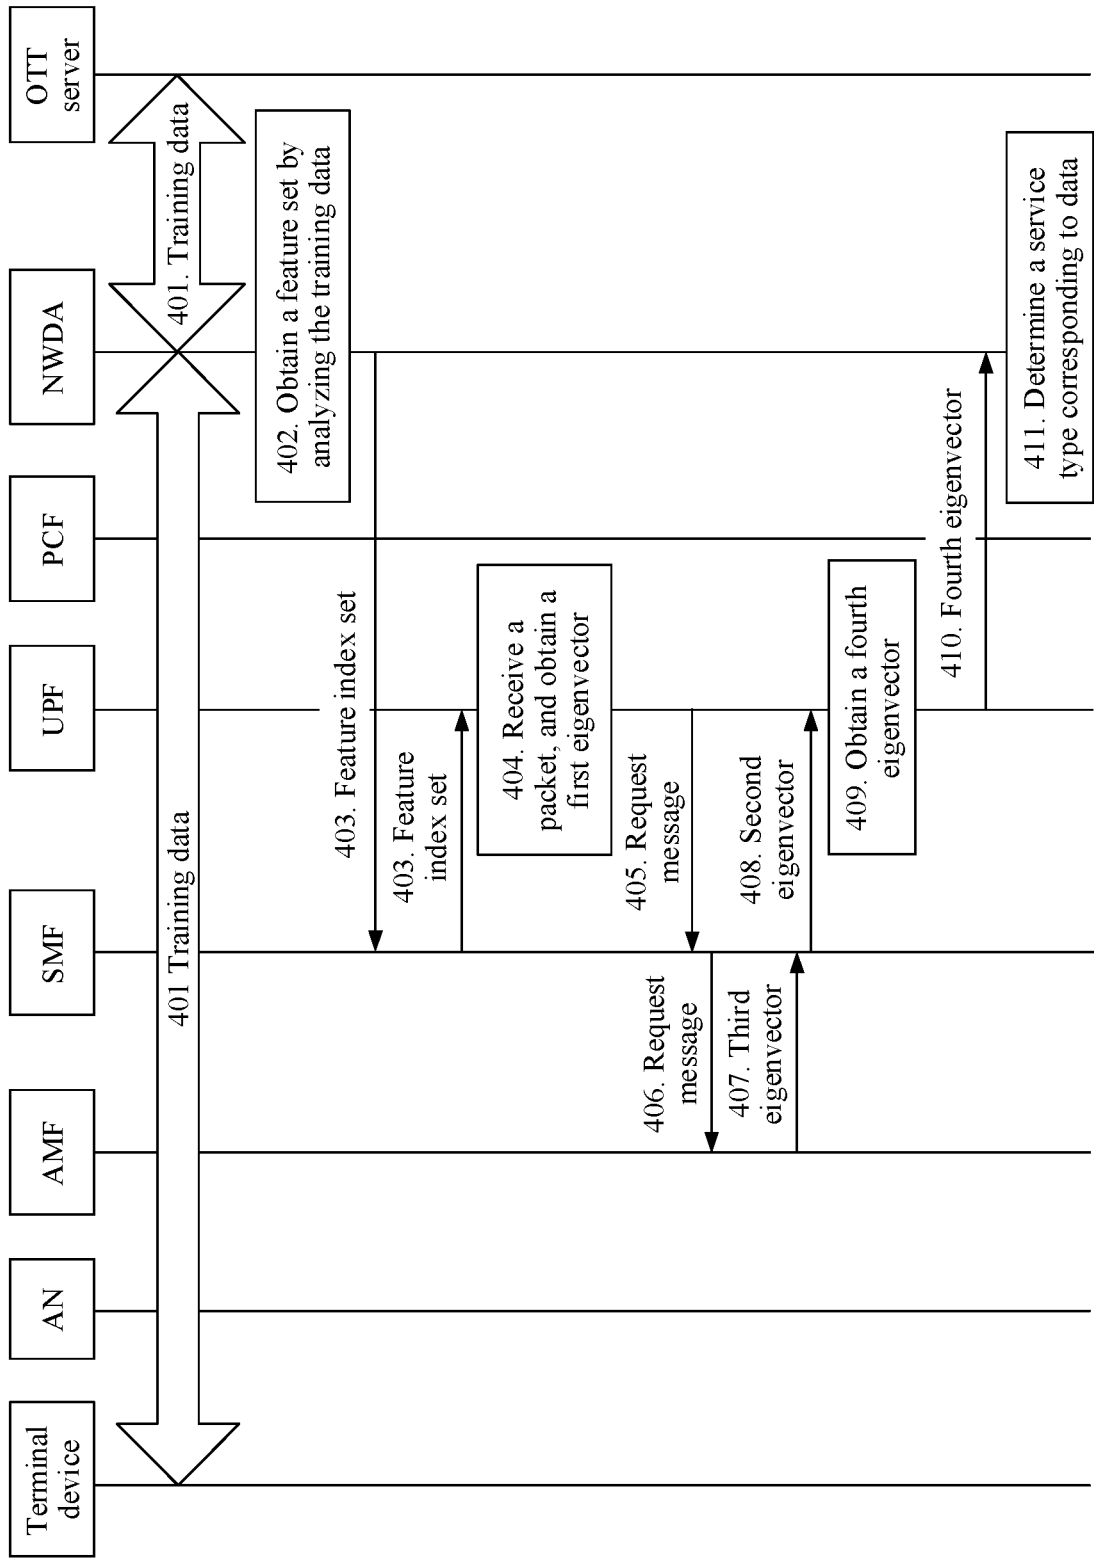 Terminal
device
AN
AMF
SMF
UPF
PCF
NWDA
OTT
server
401 Training data
401. Training data
402. Obtain a feature set by
analyzing the training data
403. Feature index set
403. Feature
index set
404. Receive a
packet, and obtain a
first eigenvector
405. Request
message
406. Request
message
407. Third
eigenvector
408. Second
eigenvector
409. Obtain a fourth
eigenvector
410. Fourth eigenvector
411. Determine a service
type corresponding to data